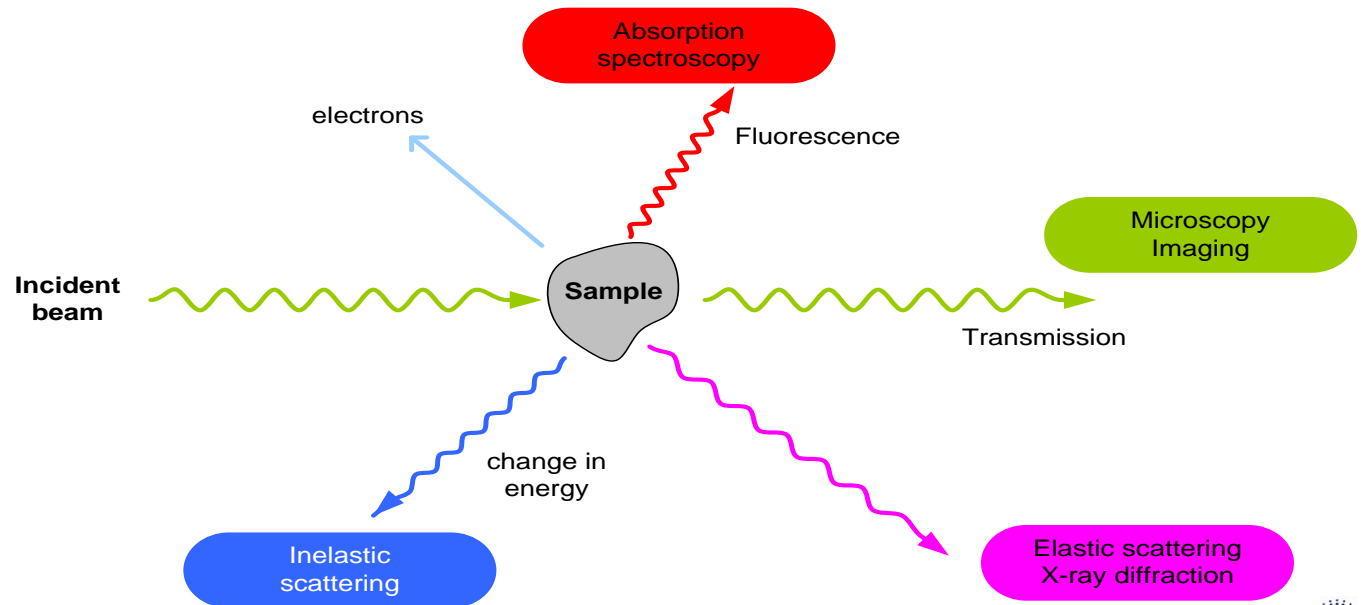 Absorption
spectroscopy
electrons
Fluorescence
Microscopy
Imaging
Incident
beam
Sample
Transmission
change in
energy
Inelastic
scattering
Elastic scattering
X-ray diffraction